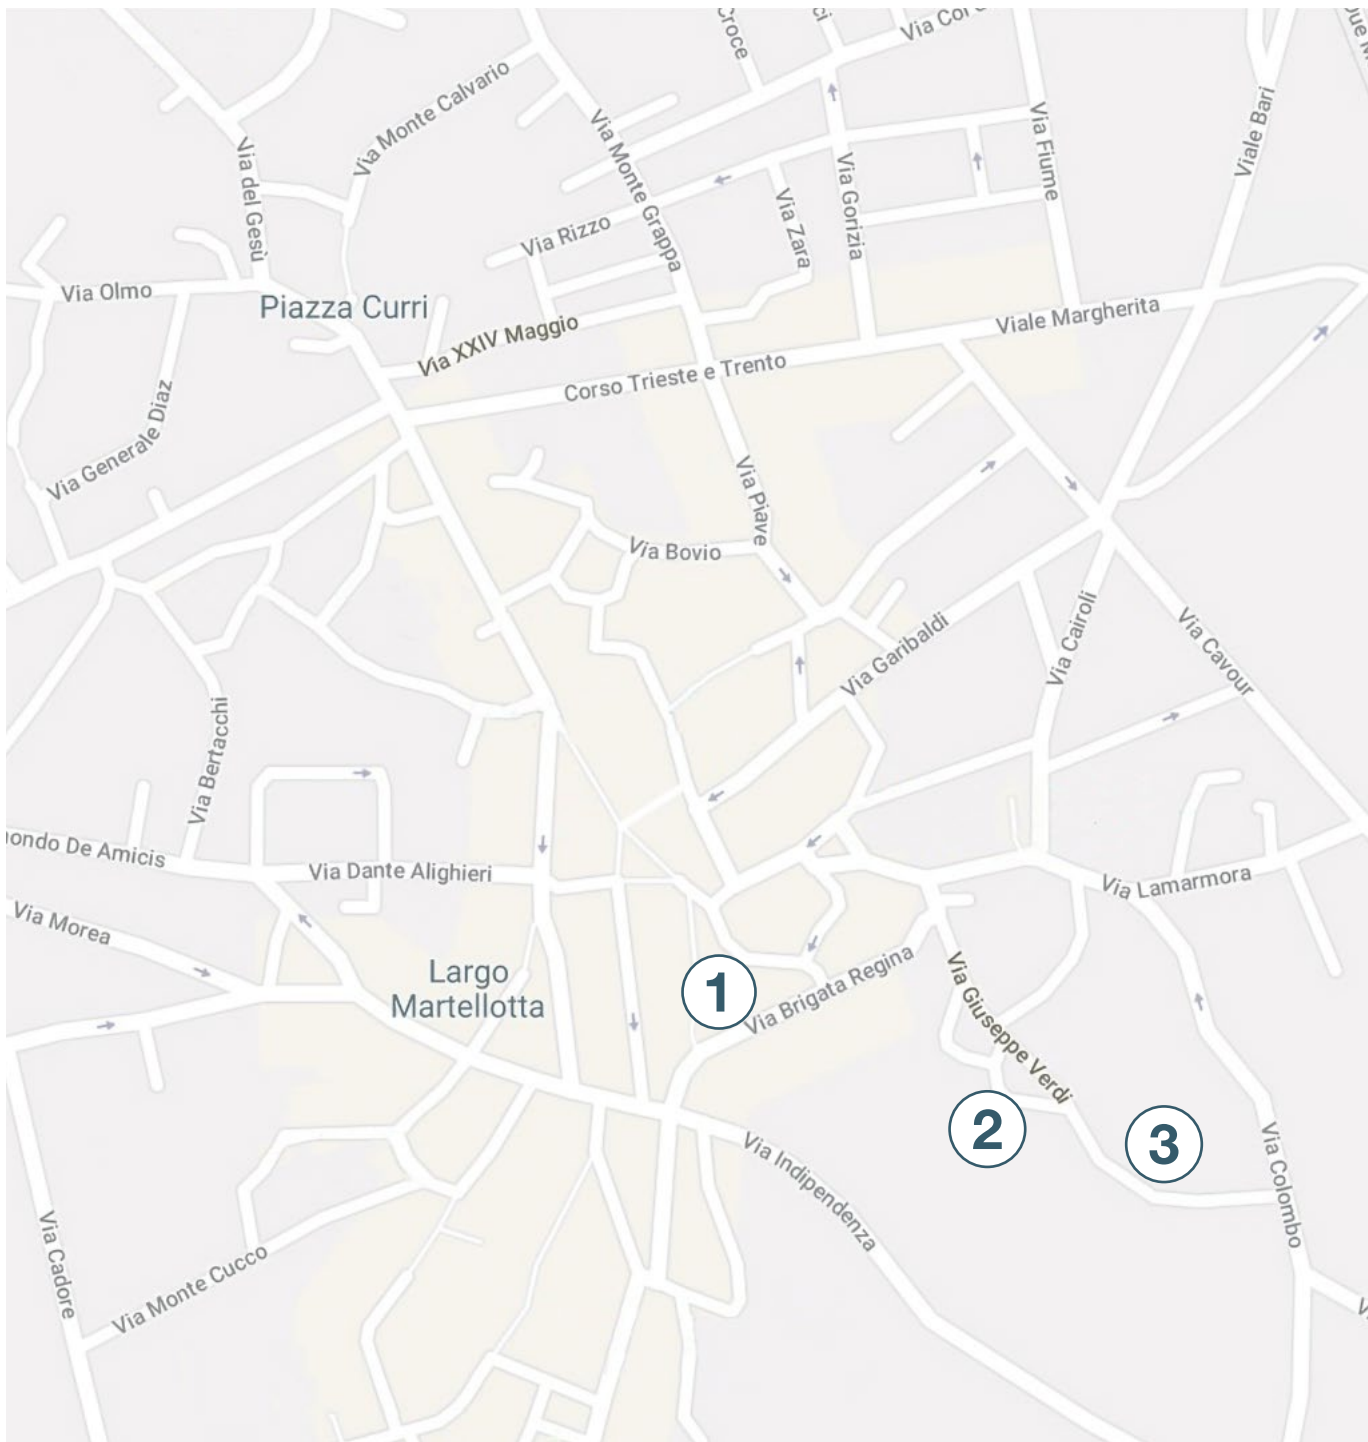 Croce
Via Monte Calvario
Via del Gesù
Via Monte Grappa
Via Rizzo
Via Zara
Via Gorizia
Via Fiume
Viale Bari
Via Olmo
Piazza Curri
Via XXIV Maggio
Corso Trieste e Trento
Viale Margherita
Via Generale Diaz
Via Piave
Via Bovio
Via Garibaldi
Via Cairoli
Via Cavour
Via Bertacchi
ondo De Amicis
Via Dante Alighieri
Via Lamarmora
Via Morea
Largo
Martellotta
1
Via Brigata Regina
Via Giuseppe Verdi
2
3
Via Indipendenza
Via Colombo
Via Cadore
Via Monte Cucco